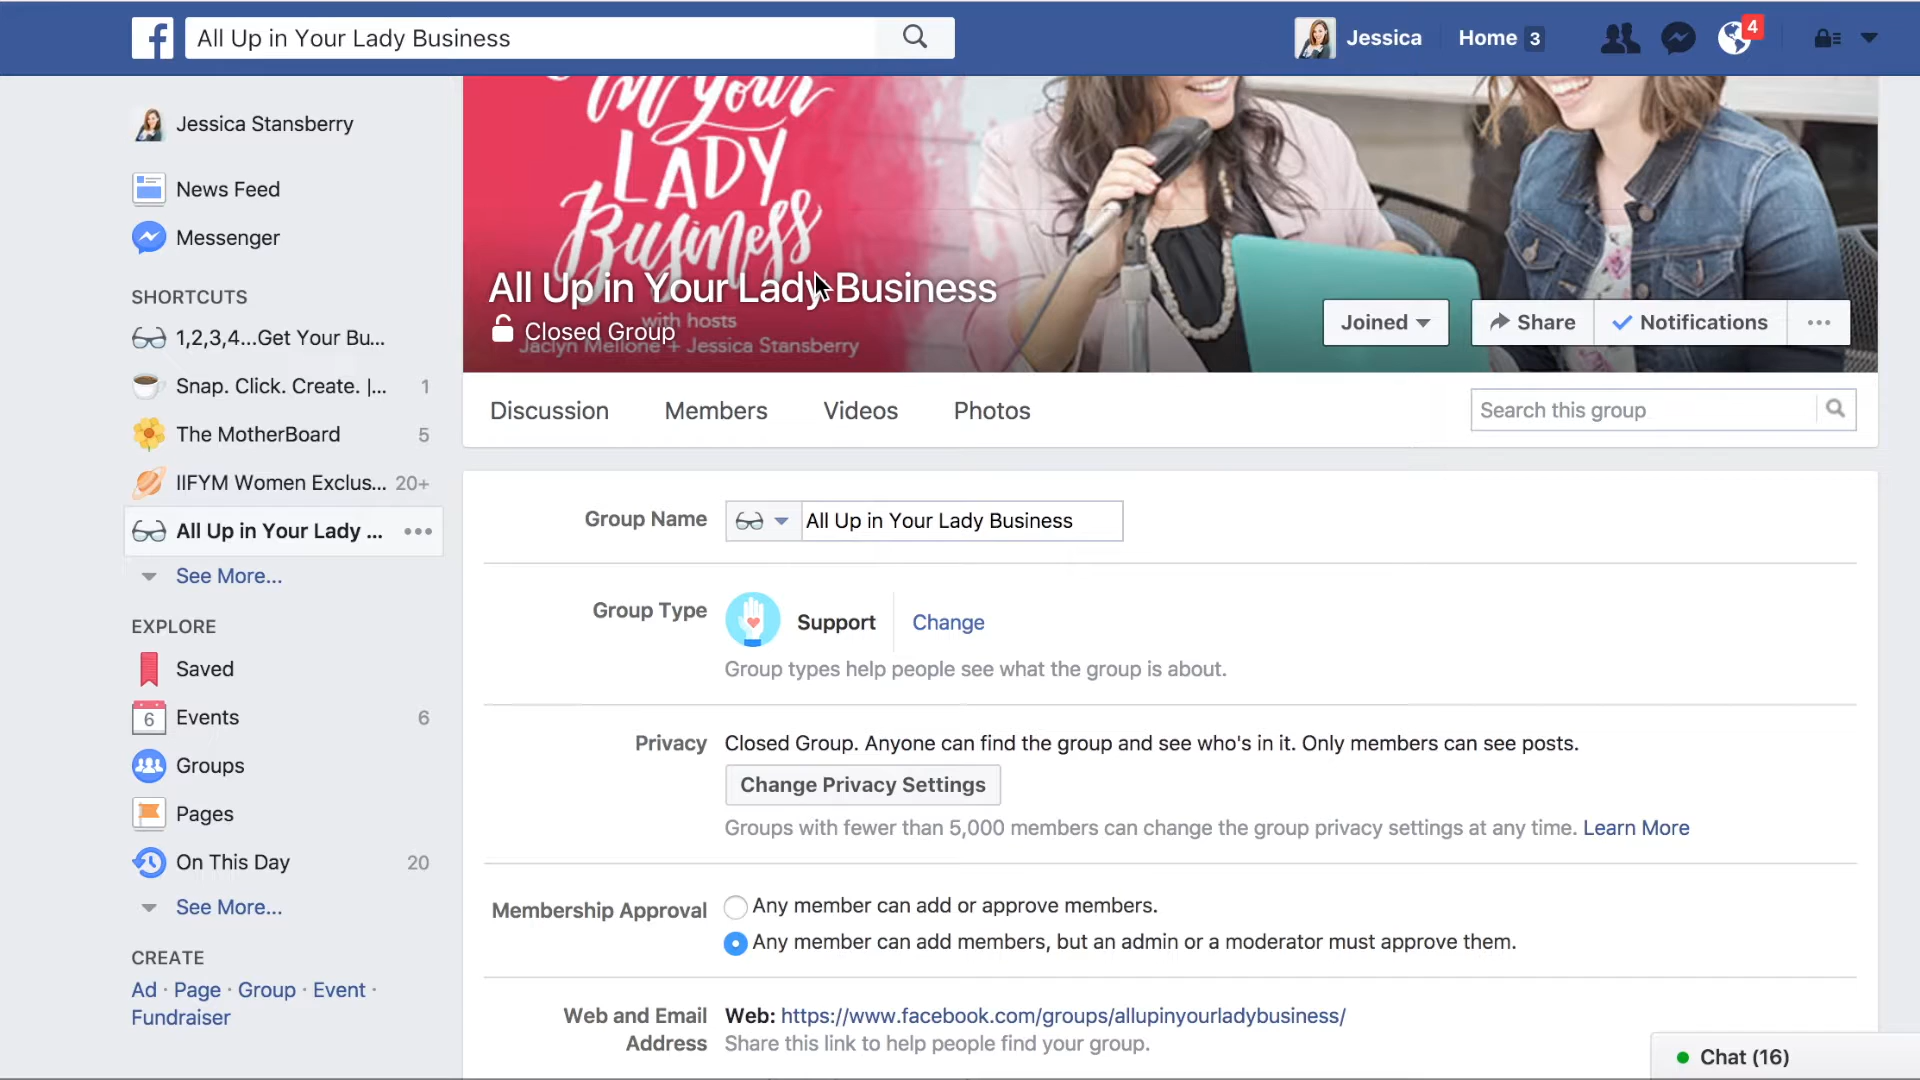 All Up in Your Lady Business
Jessica
Home 3
4
Jessica Stansberry
News Feed
Messenger
SHORTCUTS
1,2,3,4...Get Your Bu...
Snap. Click. Create. |... 1
The MotherBoard 5
IIFYM Women Exclus... 20+
All Up in Your Lady ...
See More...
EXPLORE
Saved
6 Events 6
Groups
Pages
On This Day 20
See More...
CREATE
Ad · Page · Group · Event ·
Fundraiser
in Your
LADY
Business
All Up in Your Lady Business
with hosts
Closed Group
Jaclyn Mellone + Jessica Stansberry
Joined
Share
Notifications
Discussion Members Videos Photos
Search this group
Group Name All Up in Your Lady Business
Group Type Support Change
Group types help people see what the group is about.
Privacy Closed Group. Anyone can find the group and see who's in it. Only members can see posts.
Change Privacy Settings
Groups with fewer than 5,000 members can change the group privacy settings at any time. Learn More
Membership Approval Any member can add or approve members.
Any member can add members, but an admin or a moderator must approve them.
Web and Email Web: https://www.facebook.com/groups/allupinyourladybusiness/
Address Share this link to help people find your group.
Chat (16)